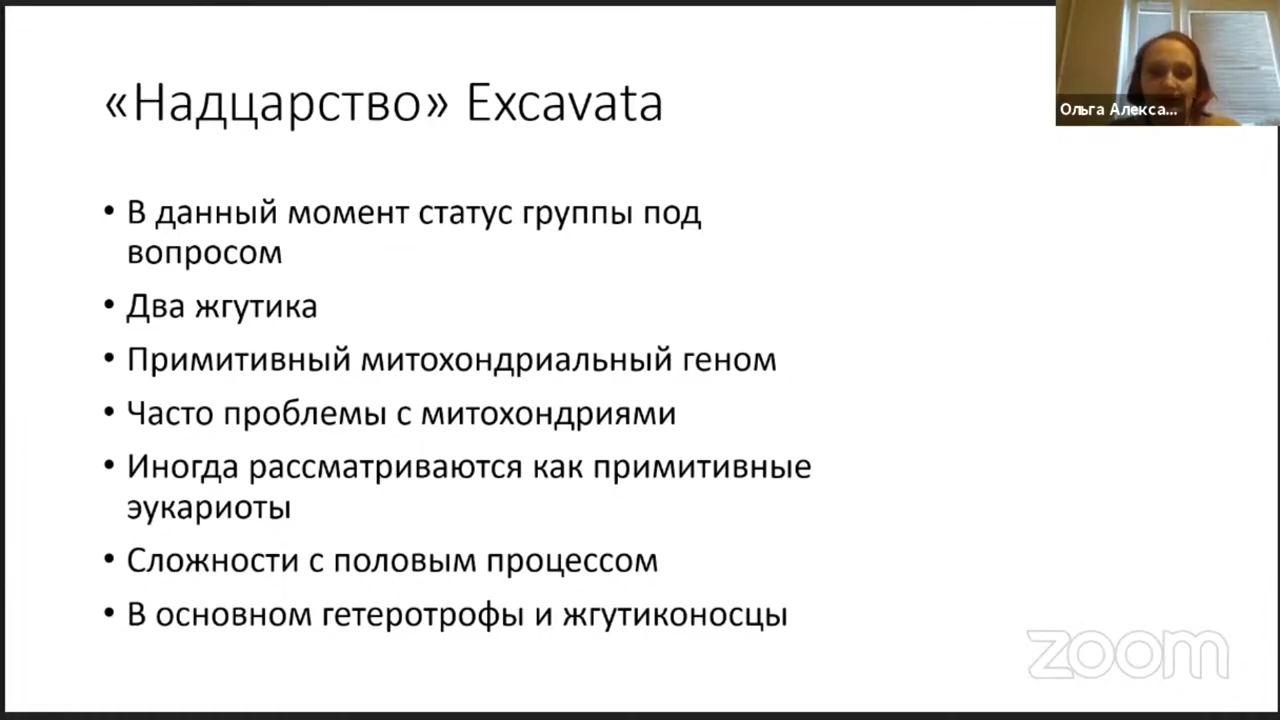 «Надцарство» Excavata
Ольга Алекса...
• В данный момент статус группы под
вопросом
• Два жгутика
• Примитивный митохондриальный геном
• Часто проблемы с митохондриями
• Иногда рассматриваются как примитивные
эукариоты
• Сложности с половым процессом
• В основном гетеротрофы и жгутиконосцы
zoom